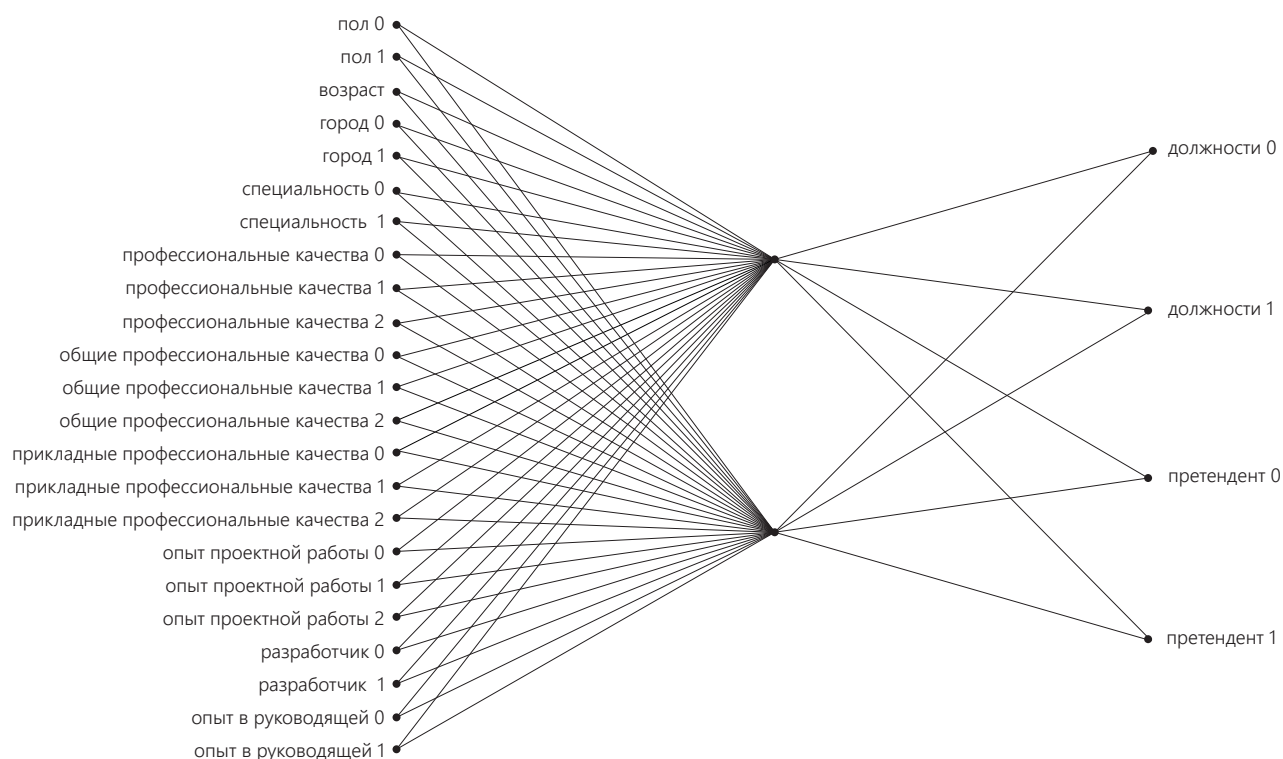 пол 0
пол 1
возраст
город 0
город 1
специальность 0
специальность 1
профессиональные качества 0
профессиональные качества 1
профессиональные качества 2
общие профессиональные качества 0
общие профессиональные качества 1
общие профессиональные качества 2
прикладные профессиональные качества 0
прикладные профессиональные качества 1
прикладные профессиональные качества 2
опыт проектной работы 0
опыт проектной работы 1
опыт проектной работы 2
разработчик 0
разработчик 1
опыт в руководящей 0
опыт в руководящей 1
должности 0
должности 1
претендент 0
претендент 1